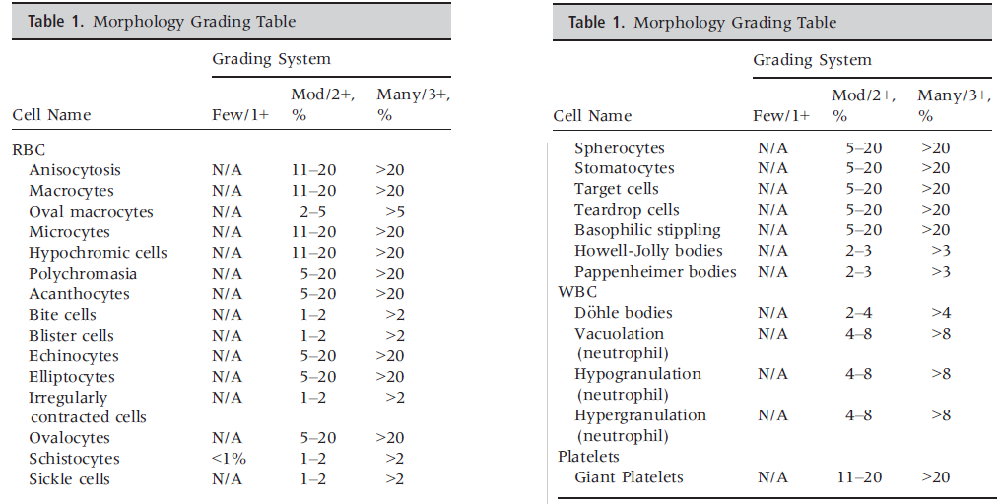 Table 1. Morphology Grading Table
Grading System
Cell Name Few/1+ Mod/2+, % Many/3+, %
RBC
Anisocytosis N/A 11–20 >20
Macrocytes N/A 11–20 >20
Oval macrocytes N/A 2–5 >5
Microcytes N/A 11–20 >20
Hypochromic cells N/A 11–20 >20
Polychromasia N/A 5–20 >20
Acanthocytes N/A 5–20 >20
Bite cells N/A 1–2 >2
Blister cells N/A 1–2 >2
Echinocytes N/A 5–20 >20
Elliptocytes N/A 5–20 >20
Irregularly N/A 1–2 >2
contracted cells
Ovalocytes N/A 5–20 >20
Schistocytes <1% 1–2 >2
Sickle cells N/A 1–2 >2
Table 1. Morphology Grading Table
Grading System
Cell Name Few/1+ Mod/2+, % Many/3+, %
Spherocytes N/A 5–20 >20
Stomatocytes N/A 5–20 >20
Target cells N/A 5–20 >20
Teardrop cells N/A 5–20 >20
Basophilic stippling N/A 5–20 >20
Howell-Jolly bodies N/A 2–3 >3
Pappenheimer bodies N/A 2–3 >3
WBC
Döhle bodies N/A 2–4 >4
Vacuolation N/A 4–8 >8
(neutrophil)
Hypogranulation N/A 4–8 >8
(neutrophil)
Hypergranulation N/A 4–8 >8
(neutrophil)
Platelets
Giant Platelets N/A 11–20 >20